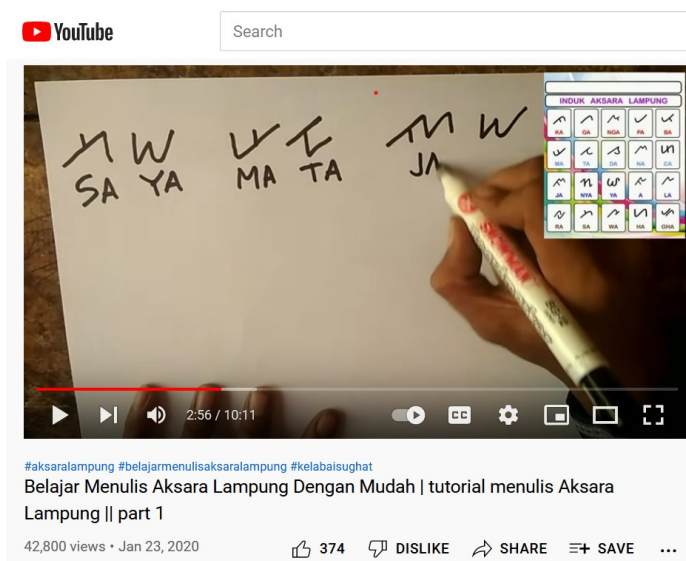 YouTube
Search
SA YA MA TA JA
INDUK AKSARA LAMPUNG
KA GA NGA PA BA
MA TA DA NA CA
JA NYA YA A LA
RA SA WA HA GHA
SNOWMAN
2:56 / 10:11
CC
#aksaralampung #belajarmenulisaksaralampung #kelabaisughat
Belajar Menulis Aksara Lampung Dengan Mudah | tutorial menulis Aksara
Lampung || part 1
42,800 views • Jan 23, 2020 374 DISLIKE SHARE SAVE